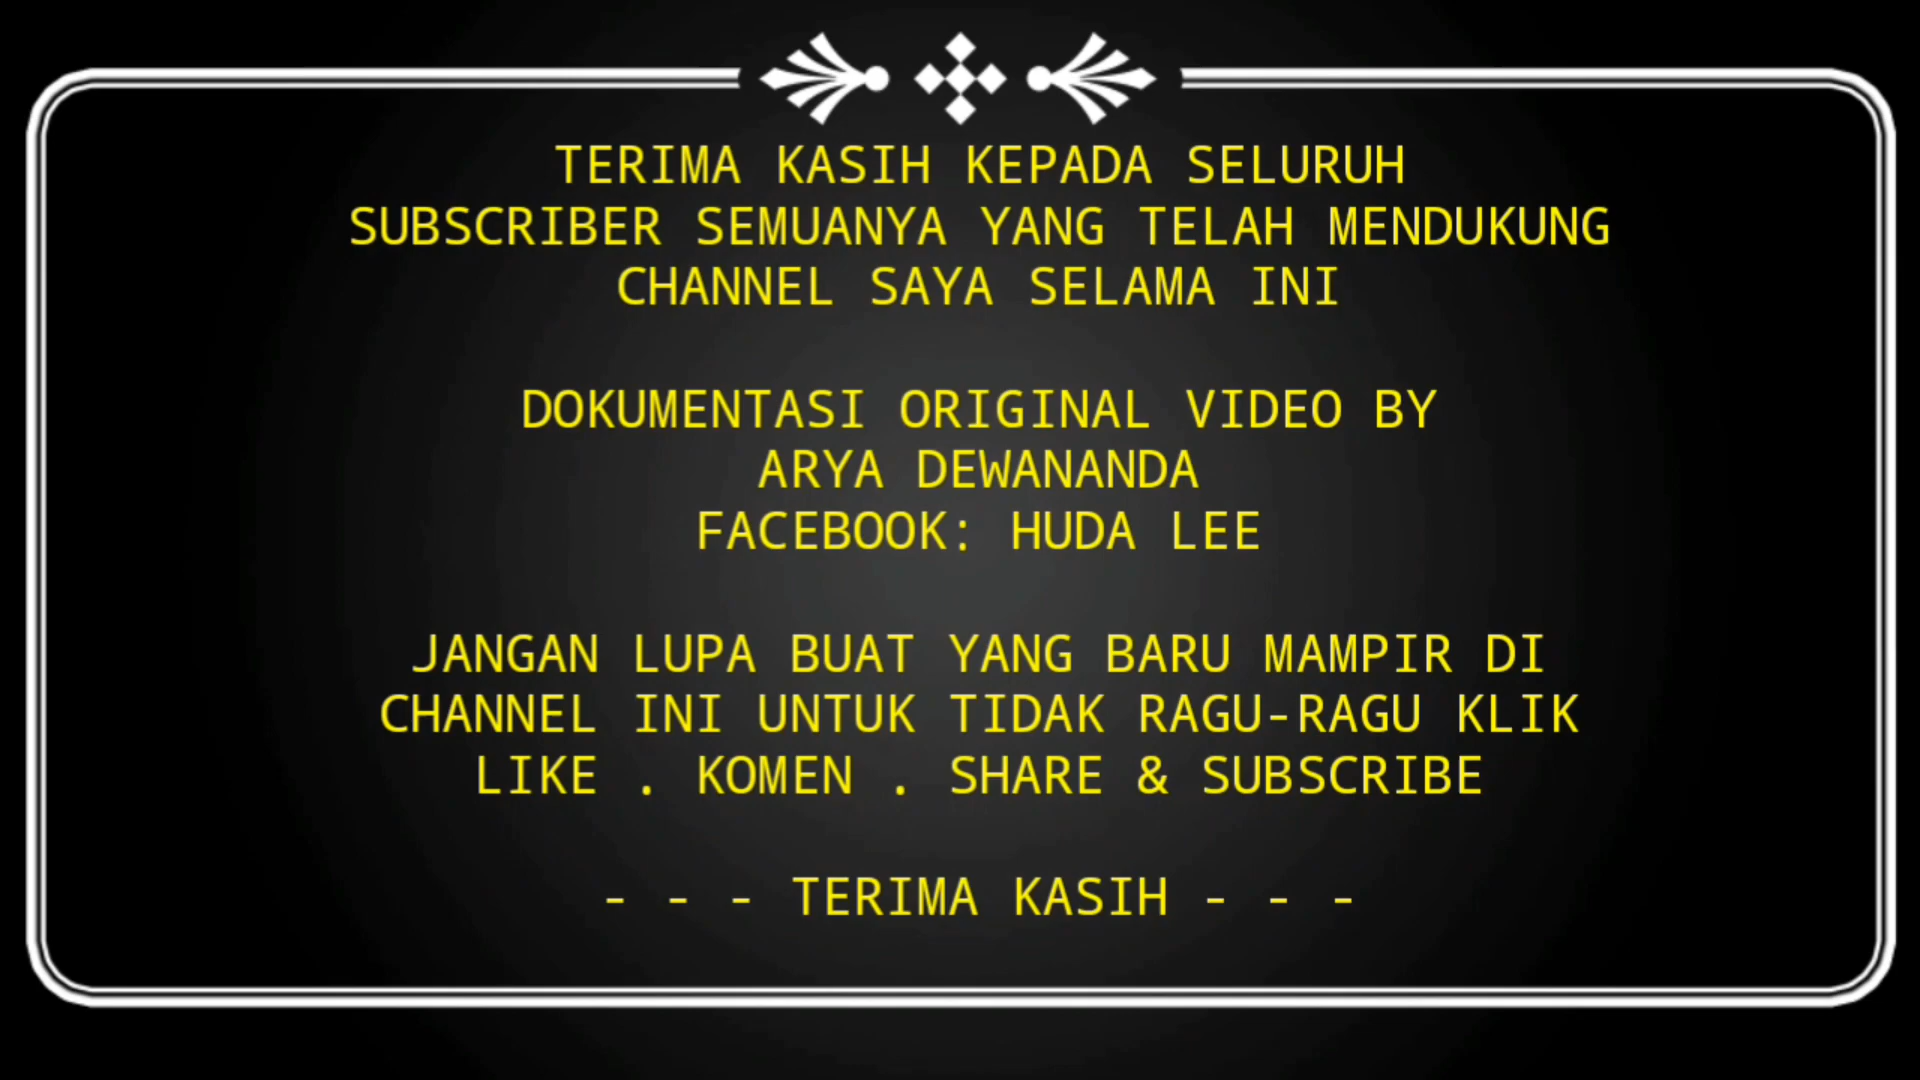 TERIMA KASIH KEPADA SELURUH
SUBSCRIBER SEMUANYA YANG TELAH MENDUKUNG
CHANNEL SAYA SELAMA INI
DOKUMENTASI ORIGINAL VIDEO BY
ARYA DEWANANDA
FACEBOOK: HUDA LEE
JANGAN LUPA BUAT YANG BARU MAMPIR DI
CHANNEL INI UNTUK TIDAK RAGU-RAGU KLIK
LIKE . KOMEN . SHARE & SUBSCRIBE
- - - TERIMA KASIH - - -